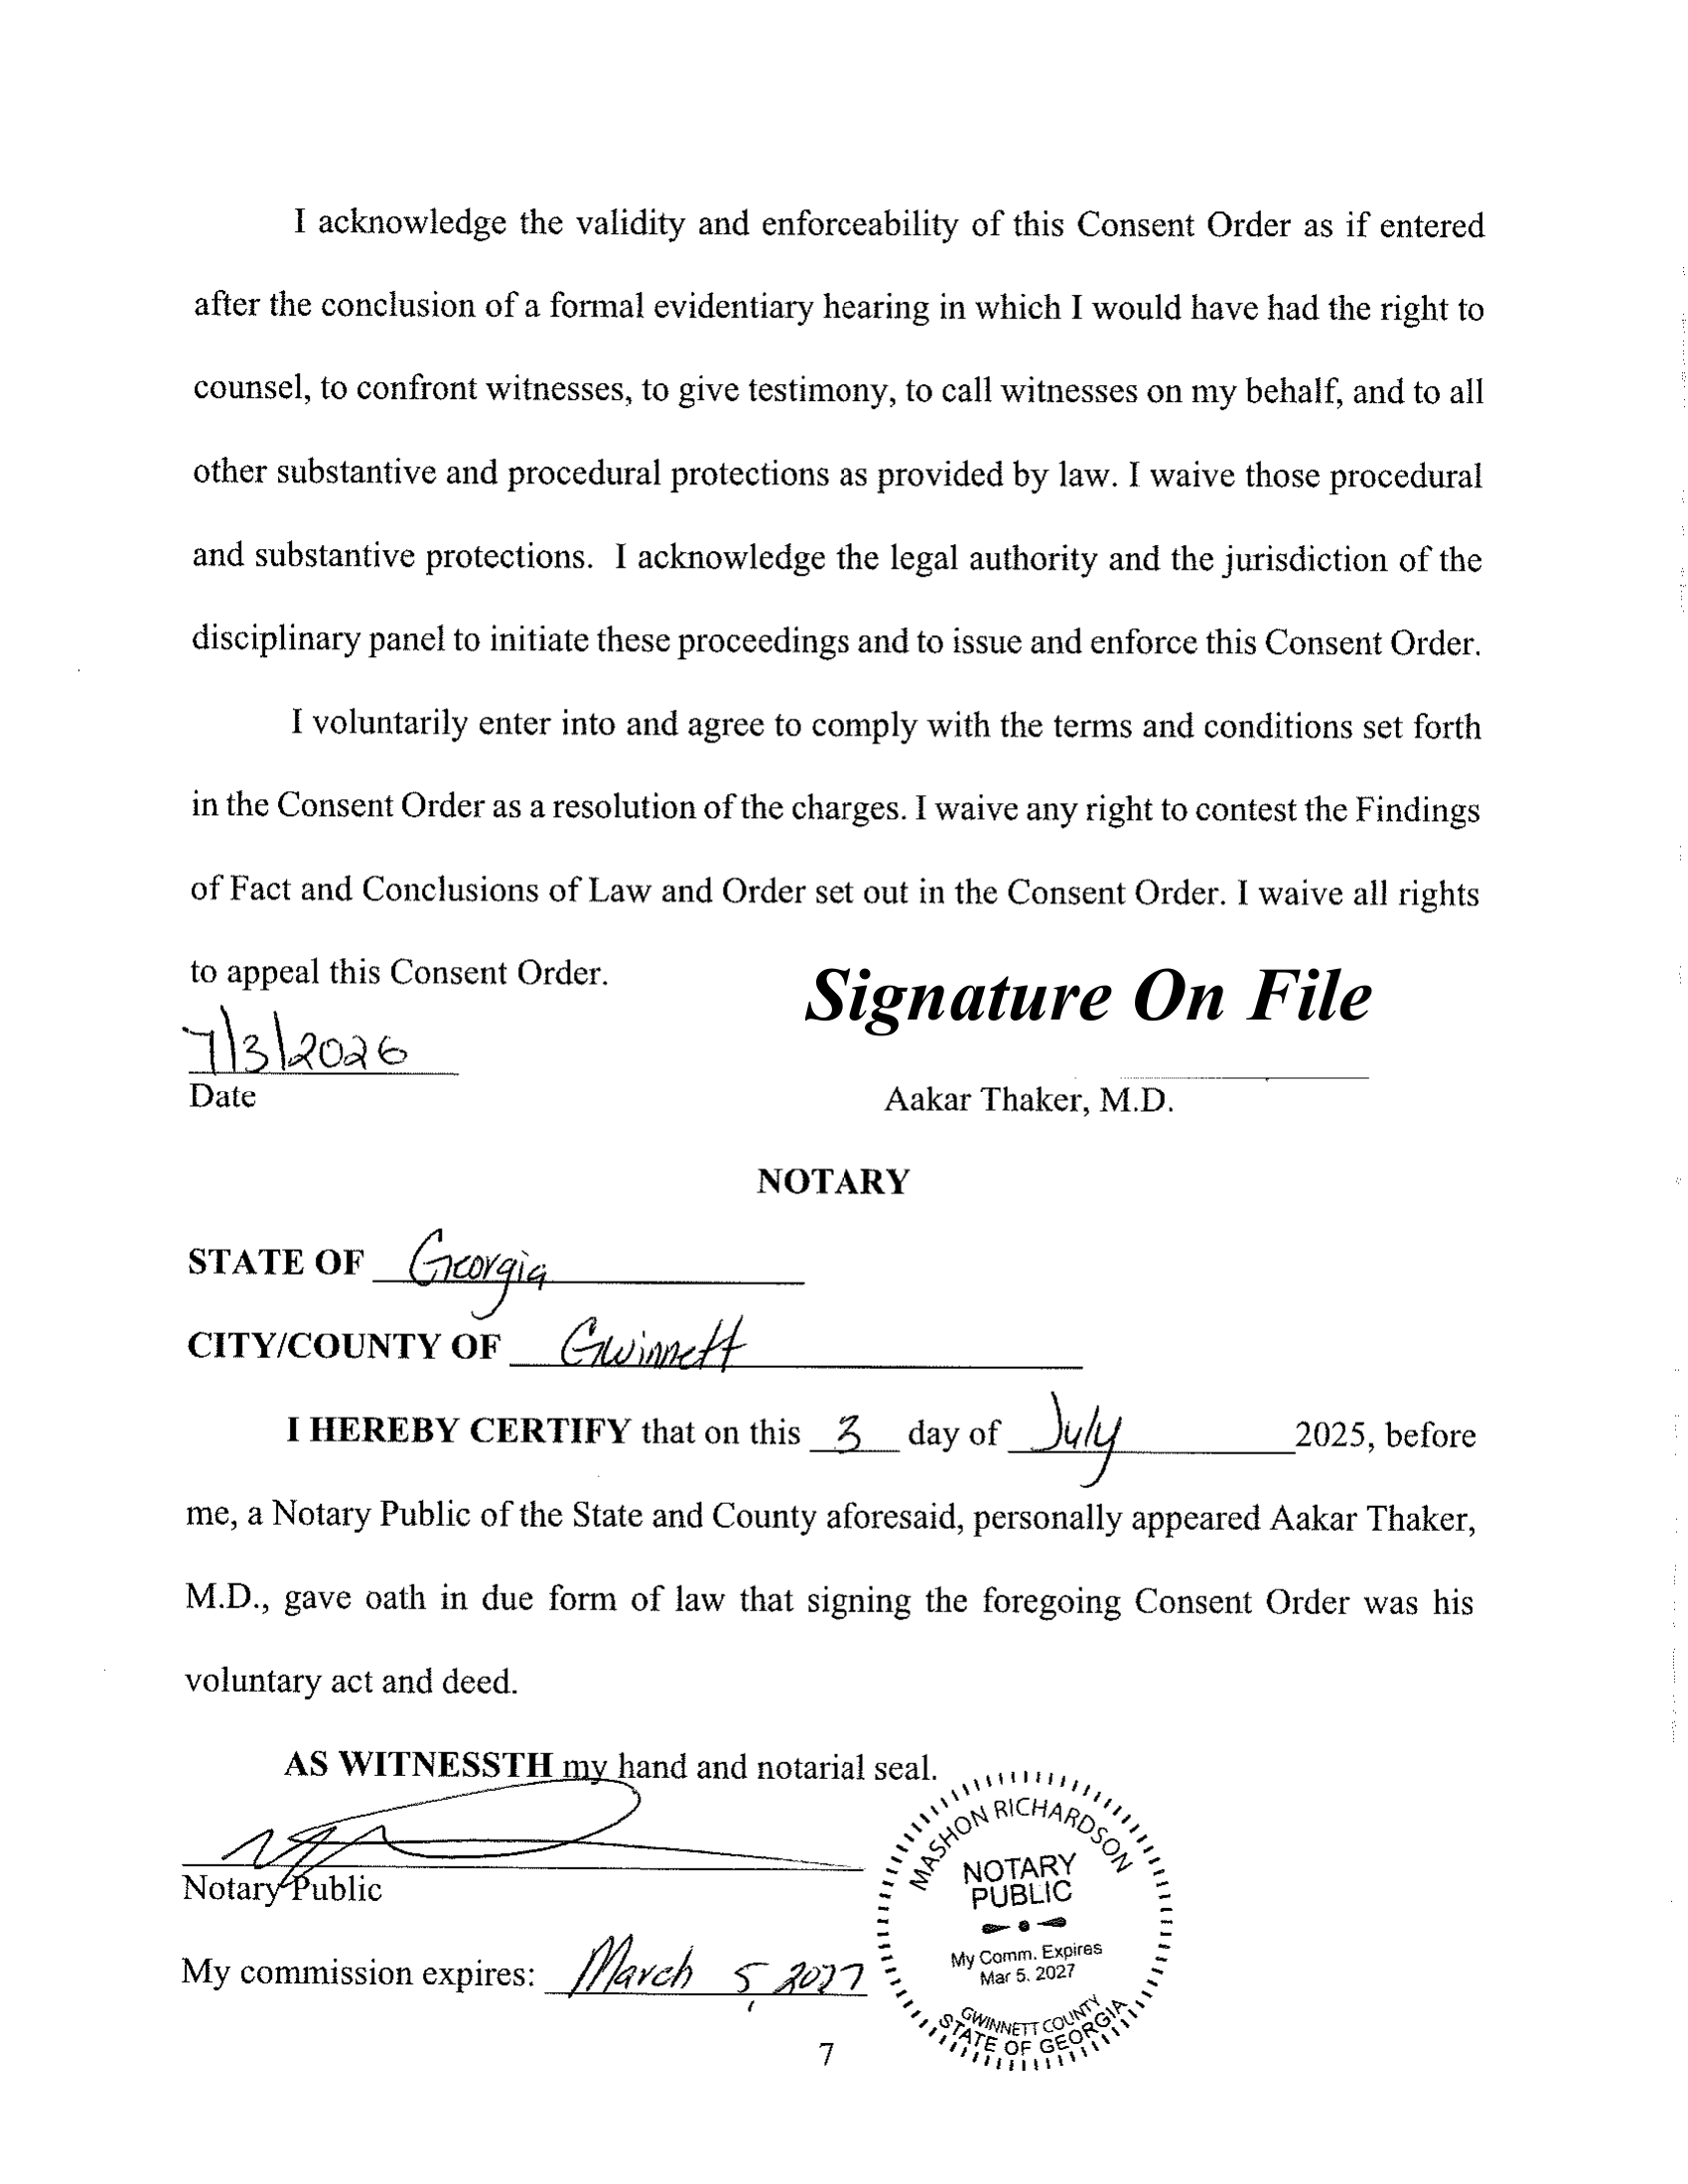 I acknowledge the validity and enforceability of this Consent Order as if entered
after the conclusion of a formal evidentiary hearing in which I would have had the right to
counsel, to confront witnesses, to give testimony, to call witnesses on my behalf, and to all
other substantive and procedural protections as provided by law. I waive those procedural
and substantive protections. I acknowledge the legal authority and the jurisdiction of the
disciplinary panel to initiate these proceedings and to issue and enforce this Consent Order.
I voluntarily enter into and agree to comply with the terms and conditions set forth
in the Consent Order as a resolution of the charges. I waive any right to contest the Findings
of Fact and Conclusions of Law and Order set out in the Consent Order. I waive all rights
to appeal this Consent Order.
Signature On File
7/3/2026
Date
Aakar Thaker, M.D.
NOTARY
STATE OF Georgia
CITY/COUNTY OF Gwinnett
I HEREBY CERTIFY that on this 3 day of July 2025, before
me, a Notary Public of the State and County aforesaid, personally appeared Aakar Thaker,
M.D., gave oath in due form of law that signing the foregoing Consent Order was his
voluntary act and deed.
AS WITNESSTH my hand and notarial seal.
Notary Public
My commission expires: March 5, 2027
MASHON RICHARDSON
NOTARY
PUBLIC
My Comm. Expires
Mar 5. 2027
GWINNETT COUNTY
STATE OF GEORGIA
7